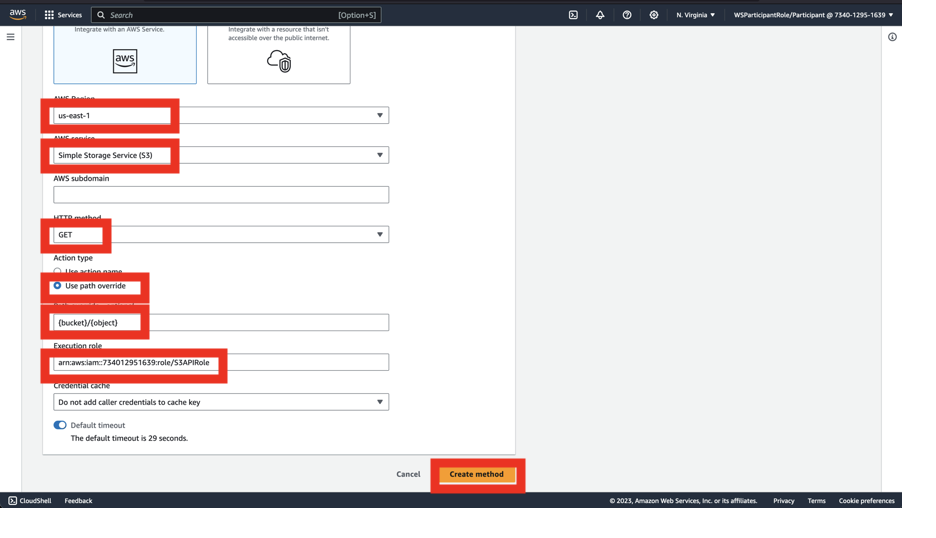 aws
Services
Search
[Option+S]
N. Virginia
WSParticipantRole/Participant @ 7340-1295-1639
Integrate with an AWS Service.
Integrate with a resource that isn't
accessible over the public internet.
aws
AWS Region
us-east-1
AWS service
Simple Storage Service (S3)
AWS subdomain
HTTP method
GET
Action type
Use action name
Use path override
{bucket}/{object}
Execution role
arn:aws:iam::734012951639:role/S3APIRole
Credential cache
Do not add caller credentials to cache key
Default timeout
The default timeout is 29 seconds.
Cancel
Create method
CloudShell
Feedback
© 2023, Amazon Web Services, Inc. or its affiliates.
Privacy
Terms
Cookie preferences